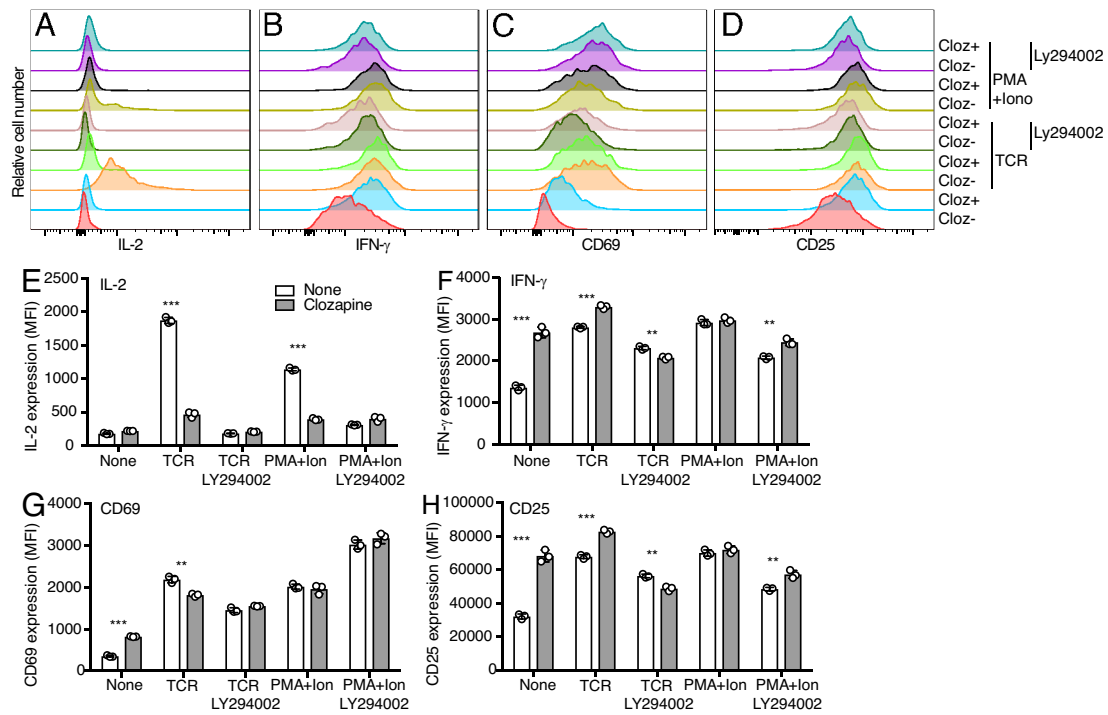 A
B
C
D
Relative cell number
IL-2
IFN-γ
CD69
CD25
Cloz+
Cloz-
Cloz+
Cloz-
Cloz+
Cloz-
Cloz+
Cloz-
Cloz+
Cloz-
Ly294002
PMA
+Iono
Ly294002
TCR
E
IL-2
None
Clozapine
IL-2 expression (MFI)
2500
2000
1500
1000
500
0
***
***
None
TCR
TCR
LY294002
PMA+Ion
PMA+Ion
LY294002
F
IFN-γ
IFN-γ expression (MFI)
4000
3000
2000
1000
0
***
***
**
**
None
TCR
TCR
LY294002
PMA+Ion
PMA+Ion
LY294002
G
CD69
CD69 expression (MFI)
4000
3000
2000
1000
0
***
**
None
TCR
TCR
LY294002
PMA+Ion
PMA+Ion
LY294002
H
CD25
CD25 expression (MFI)
100000
80000
60000
40000
20000
0
***
***
**
**
None
TCR
TCR
LY294002
PMA+Ion
PMA+Ion
LY294002